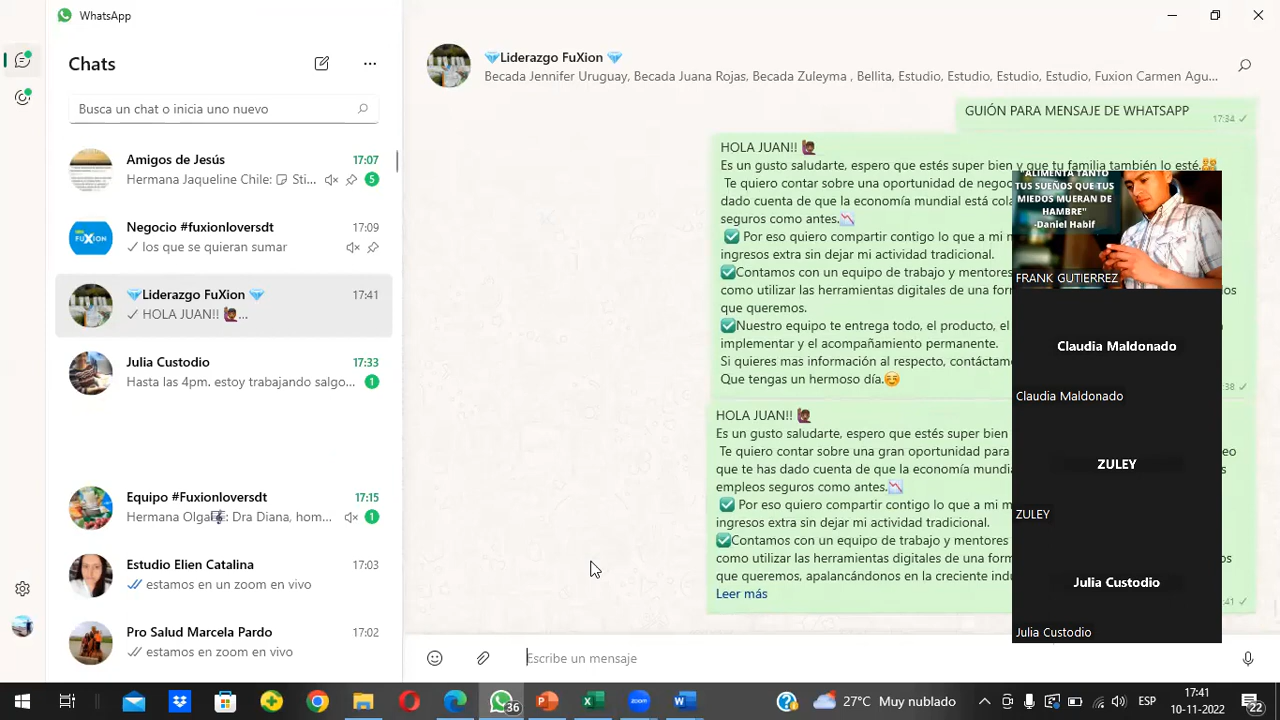 WhatsApp
Chats
Busca un chat o inicia uno nuevo
Amigos de Jesús 17:07
Hermana Jaqueline Chile: Sti... 5
Negocio #fuxionloversdt 17:09
los que se quieran sumar
FUXION
💎Liderazgo FuXion 💎 17:41
HOLA JUAN!! 🙋🏾...
Julia Custodio 17:33
Hasta las 4pm. estoy trabajando salgo... 1
Equipo #Fuxionloversdt 17:15
Hermana Olga🎼: Dra Diana, hom... 1
Estudio Elien Catalina 17:03
estamos en un zoom en vivo
Pro Salud Marcela Pardo 17:02
estamos en zoom en vivo
💎Liderazgo FuXion 💎
Becada Jennifer Uruguay, Becada Juana Rojas, Becada Zuleyma , Bellita, Estudio, Estudio, Estudio, Estudio, Fuxion Carmen Agu...
GUIÓN PARA MENSAJE DE WHATSAPP
17:34
HOLA JUAN!! 🙋🏾
Es un gusto saludarte, espero que estés super bien y que tu familia también lo esté.
Te quiero contar sobre una oportunidad de negoc
dado cuenta de que la economía mundial está cola
seguros como antes.📉
✅ Por eso quiero compartir contigo lo que a mi m
ingresos extra sin dejar mi actividad tradicional.
✅Contamos con un equipo de trabajo y mentores
como utilizar las herramientas digitales de una for los
que queremos.
✅Nuestro equipo te entrega todo, el producto, el a
implementar y el acompañamiento permanente.
Si quieres mas información al respecto, contáctam
Que tengas un hermoso día.☺️
:38
HOLA JUAN!! 🙋🏾
Es un gusto saludarte, espero que estés super bien
Te quiero contar sobre una gran oportunidad para eo
que te has dado cuenta de que la economía mundia s
empleos seguros como antes.📉
✅ Por eso quiero compartir contigo lo que a mi m
ingresos extra sin dejar mi actividad tradicional.
✅Contamos con un equipo de trabajo y mentores
como utilizar las herramientas digitales de una form os
que queremos, apalancándonos en la creciente indu
Leer más
:41
Escribe un mensaje
"ALIMENTA TANTO
TUS SUEÑOS QUE TUS
MIEDOS MUERAN DE
HAMBRE"
-Daniel Habif
FRANK GUTIERREZ
Claudia Maldonado
Claudia Maldonado
ZULEY
ZULEY
Julia Custodio
Julia Custodio
36
zoom
27°C Muy nublado
ESP
17:41
10-11-2022
22